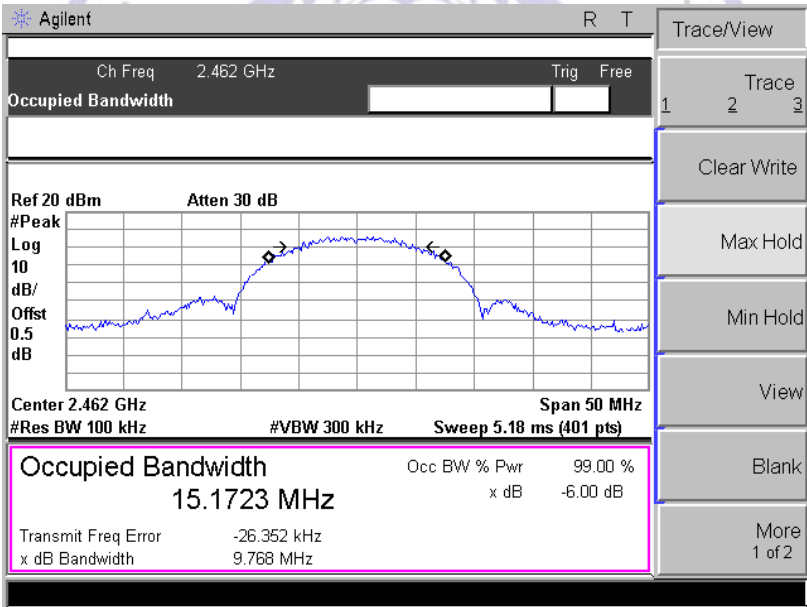 Agilent R T
Trace/View
Ch Freq 2.462 GHz Trig Free
Occupied Bandwidth
Trace
1 2 3
Clear Write
Max Hold
Min Hold
View
Blank
More
1 of 2
Ref 20 dBm Atten 30 dB
#Peak
Log
10
dB/
Offst
0.5
dB
Center 2.462 GHz Span 50 MHz
#Res BW 100 kHz #VBW 300 kHz Sweep 5.18 ms (401 pts)
Occupied Bandwidth Occ BW % Pwr 99.00 %
15.1723 MHz x dB -6.00 dB
Transmit Freq Error -26.352 kHz
x dB Bandwidth 9.768 MHz